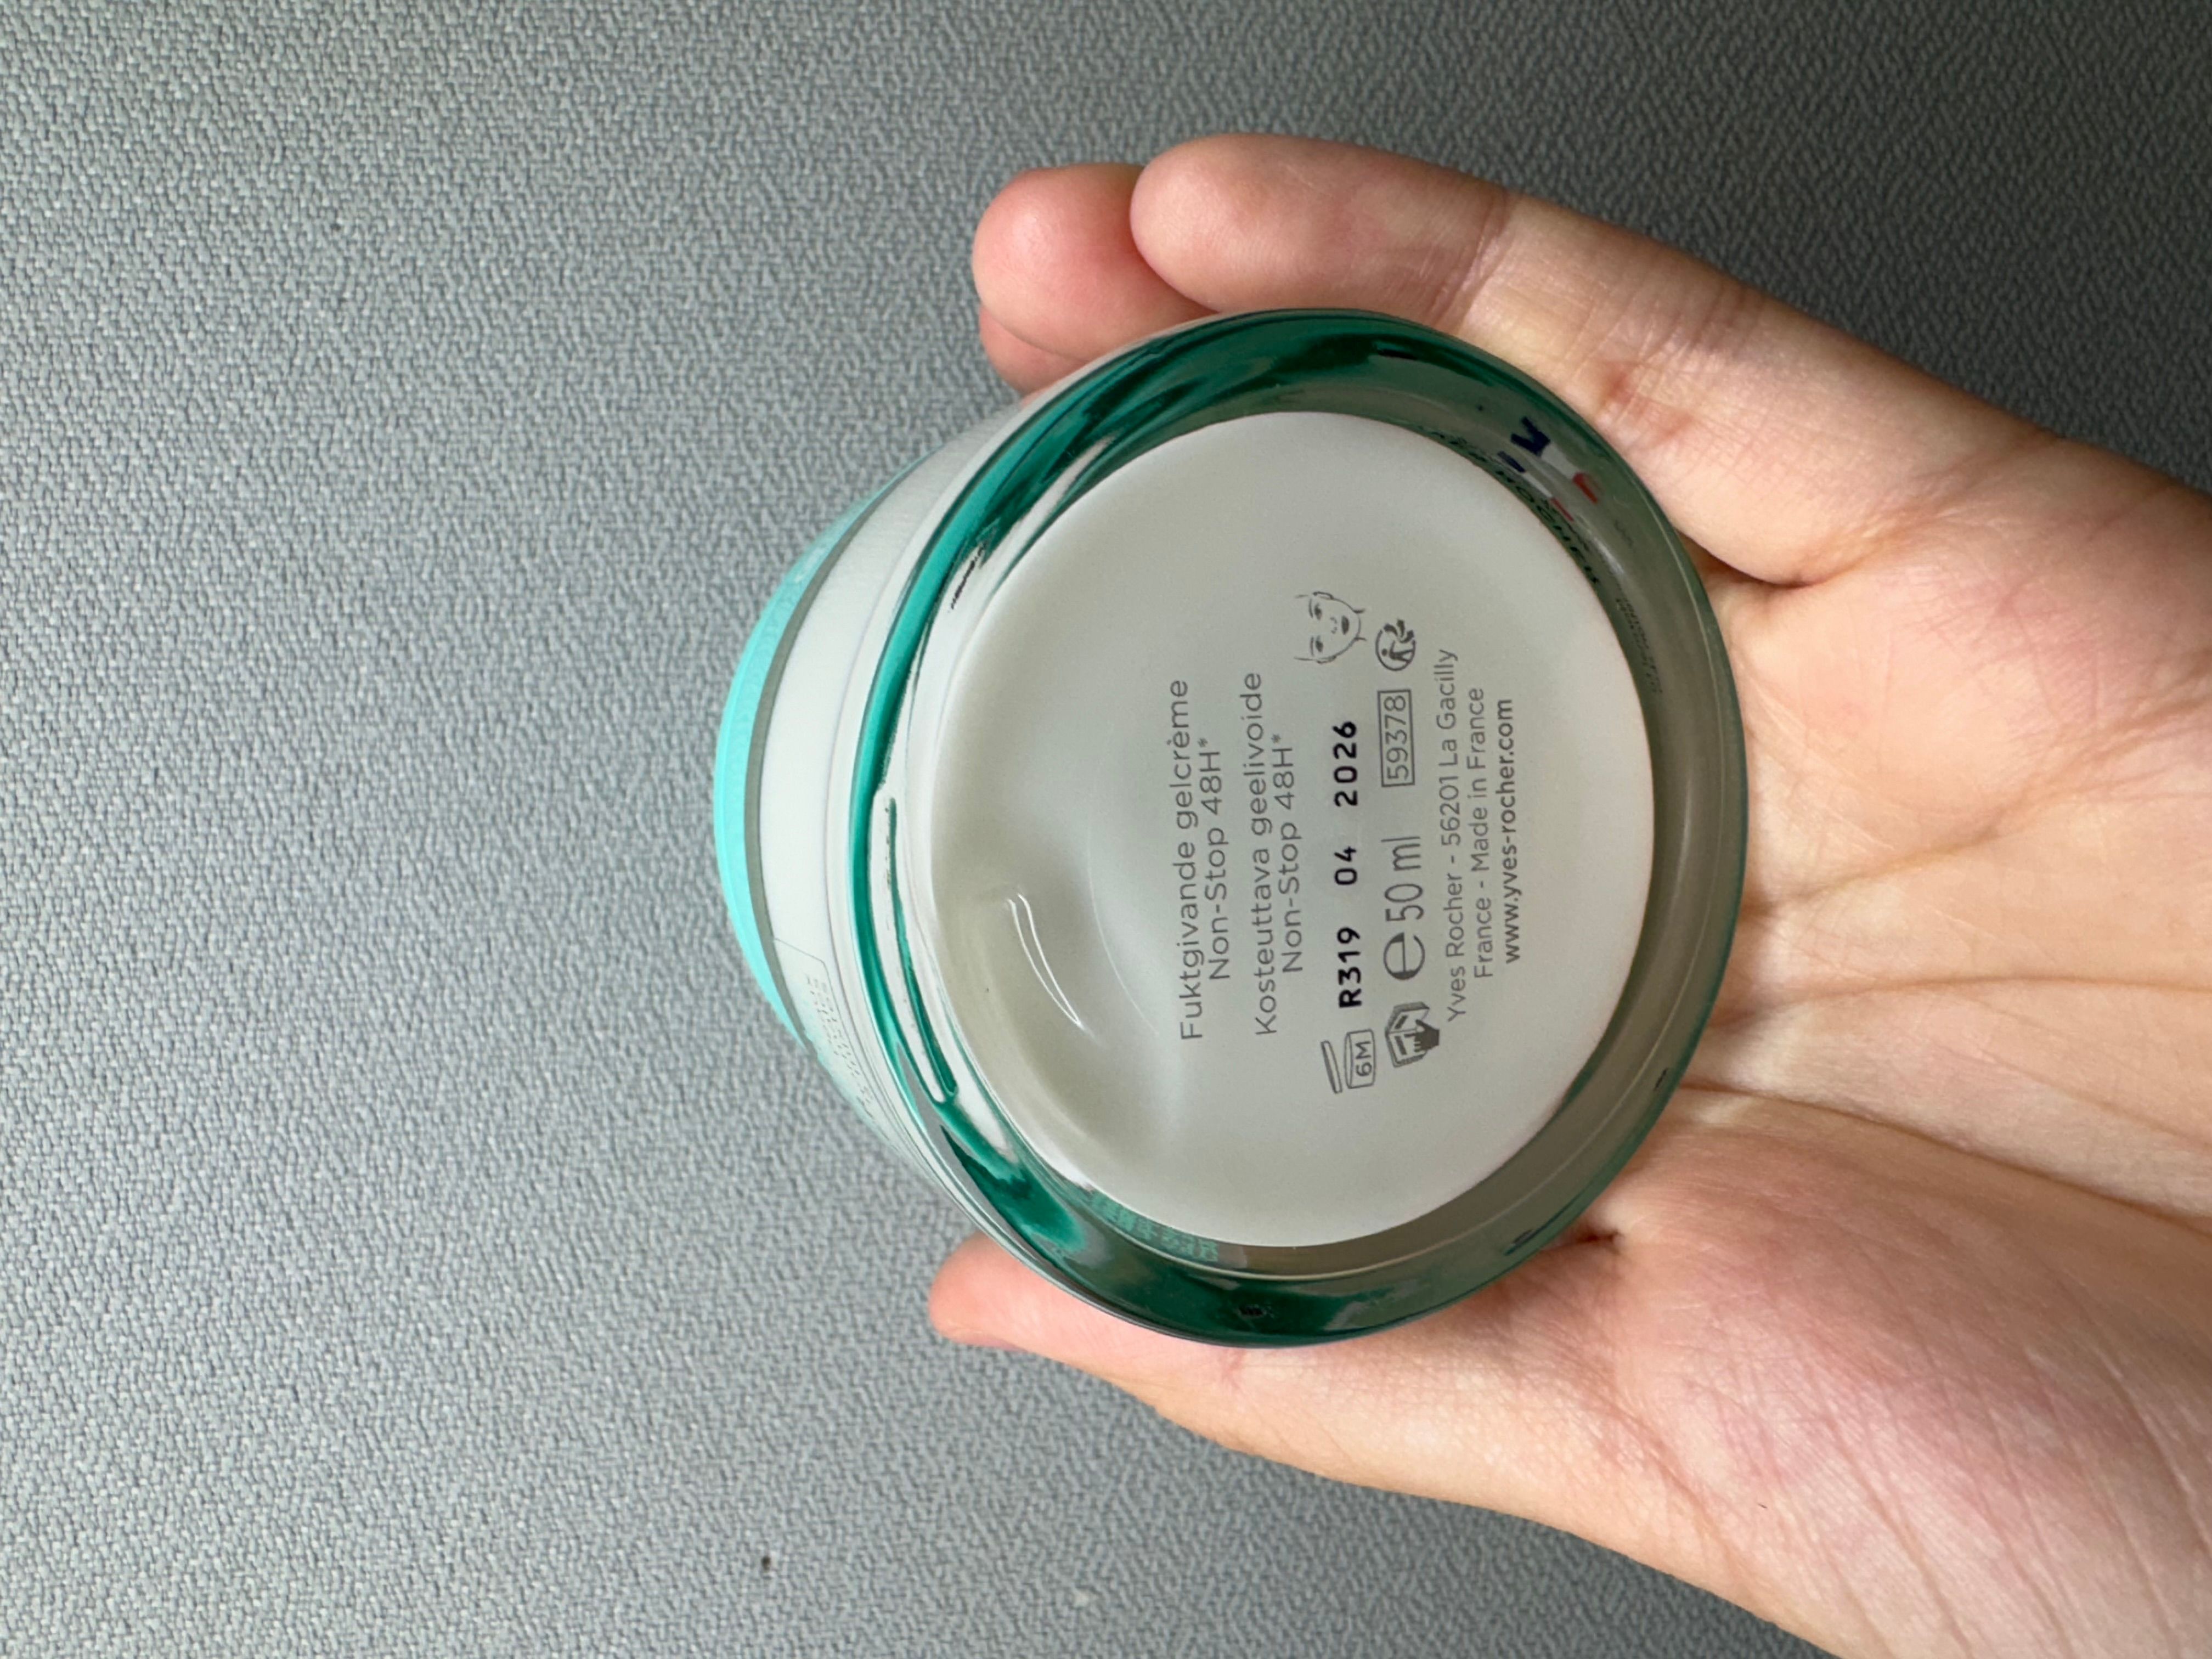 Fuktgivande gelcrème
Non-Stop 48H*
Kosteuttava geelivoide
Non-Stop 48H*
6M R319 04 2026
e 50 ml 59378
Yves Rocher - 56201 La Gacilly
France - Made in France
www.yves-rocher.com